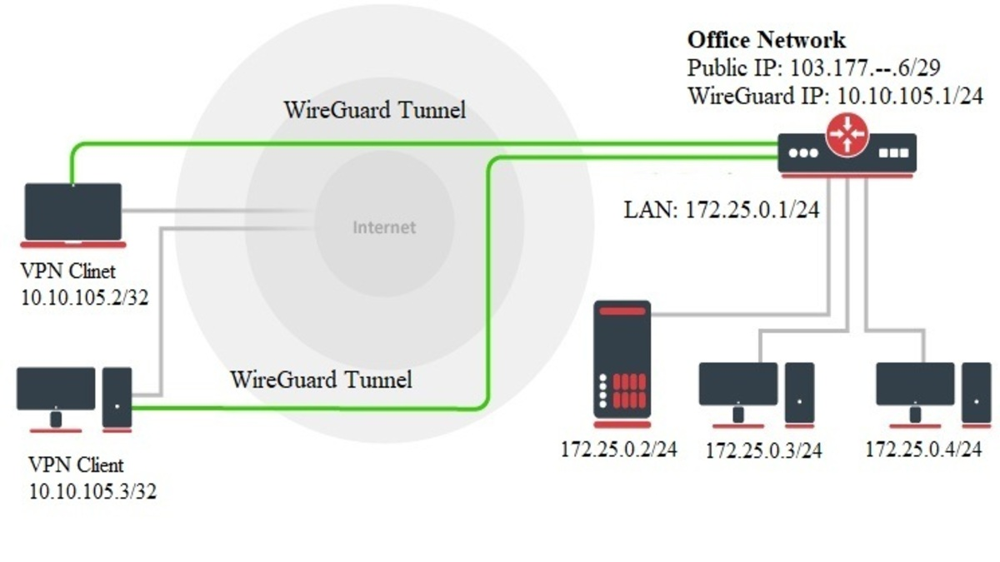 Office Network
Public IP: 103.177.--.6/29
WireGuard IP: 10.10.105.1/24
WireGuard Tunnel
LAN: 172.25.0.1/24
Internet
VPN Clinet
10.10.105.2/32
WireGuard Tunnel
172.25.0.2/24
172.25.0.3/24
172.25.0.4/24
VPN Client
10.10.105.3/32